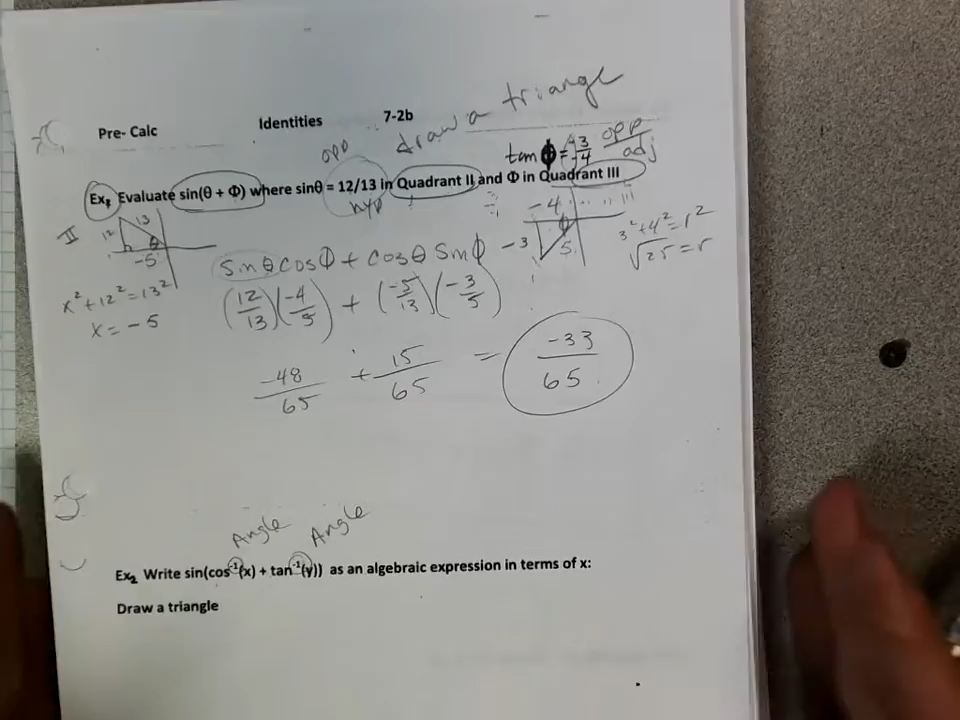 Pre- Calc Identities 7-2b
draw a triangle
opp
tan Φ = -3/-4 opp/adj
Ex1 Evaluate sin(θ + Φ) where sinθ = 12/13 in Quadrant II and Φ in Quadrant III
hyp
II
12 13 θ
-5
x² + 12² = 13²
x = -5
-4 III
Φ
-3 5
3² + 4² = r²
√25 = r
sinθ cosΦ + cosθ sinΦ
(12/13)(-4/5) + (-5/13)(-3/5)
-48/65 + 15/65 = -33/65
Angle Angle
Ex2 Write sin(cos⁻¹(x) + tan⁻¹(y)) as an algebraic expression in terms of x:
Draw a triangle